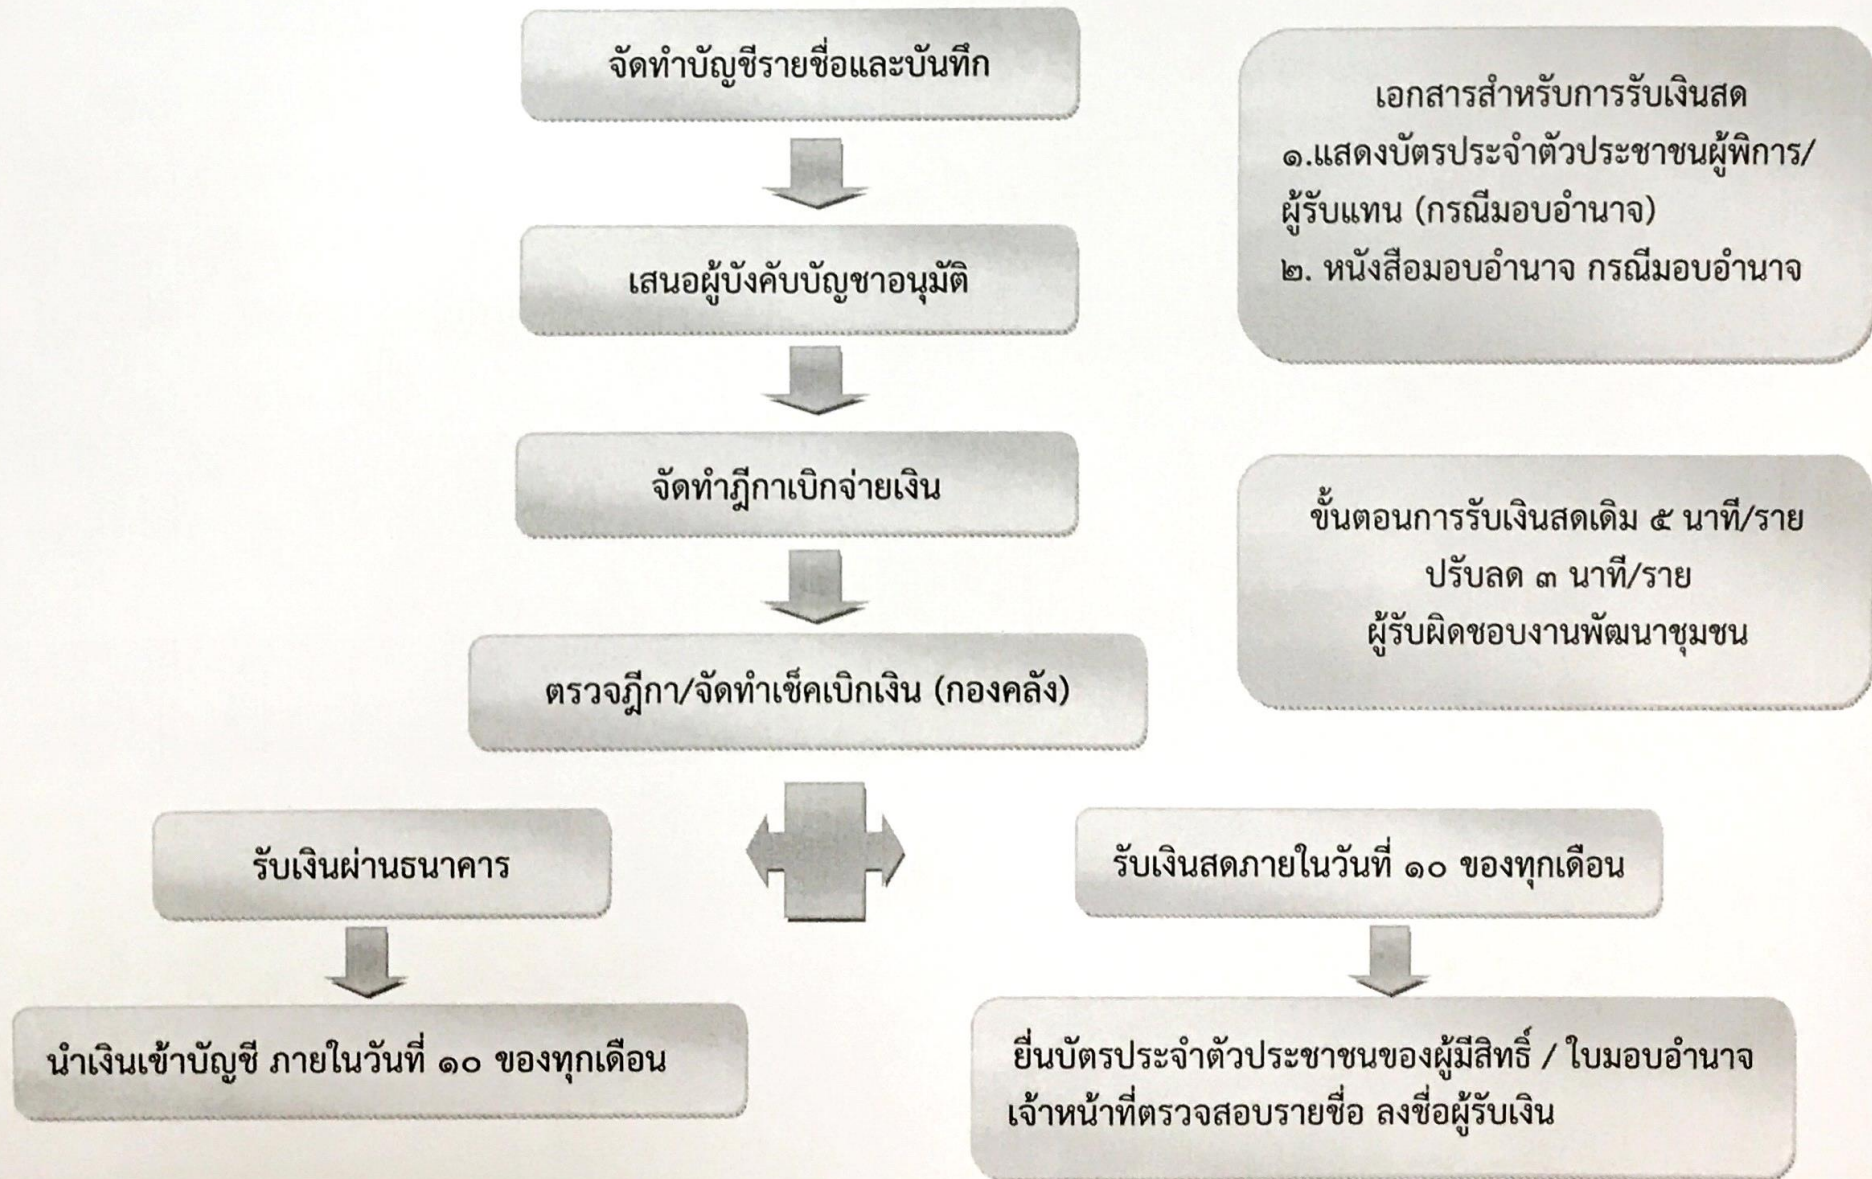 จัดทำบัญชีรายชื่อและบันทึก
เสนอผู้บังคับบัญชาอนุมัติ
จัดทำฎีกาเบิกจ่ายเงิน
ตรวจฎีกา/จัดทำเช็คเบิกเงิน (กองคลัง)
รับเงินผ่านธนาคาร
นำเงินเข้าบัญชี ภายในวันที่ ๑๐ ของทุกเดือน
รับเงินสดภายในวันที่ ๑๐ ของทุกเดือน
ยื่นบัตรประจำตัวประชาชนของผู้มีสิทธิ์ / ใบมอบอำนาจ
เจ้าหน้าที่ตรวจสอบรายชื่อ ลงชื่อผู้รับเงิน
เอกสารสำหรับการรับเงินสด
๑.แสดงบัตรประจำตัวประชาชนผู้พิการ/
ผู้รับแทน (กรณีมอบอำนาจ)
๒. หนังสือมอบอำนาจ กรณีมอบอำนาจ
ขั้นตอนการรับเงินสดเดิม ๕ นาที/ราย
ปรับลด ๓ นาที/ราย
ผู้รับผิดชอบงานพัฒนาชุมชน